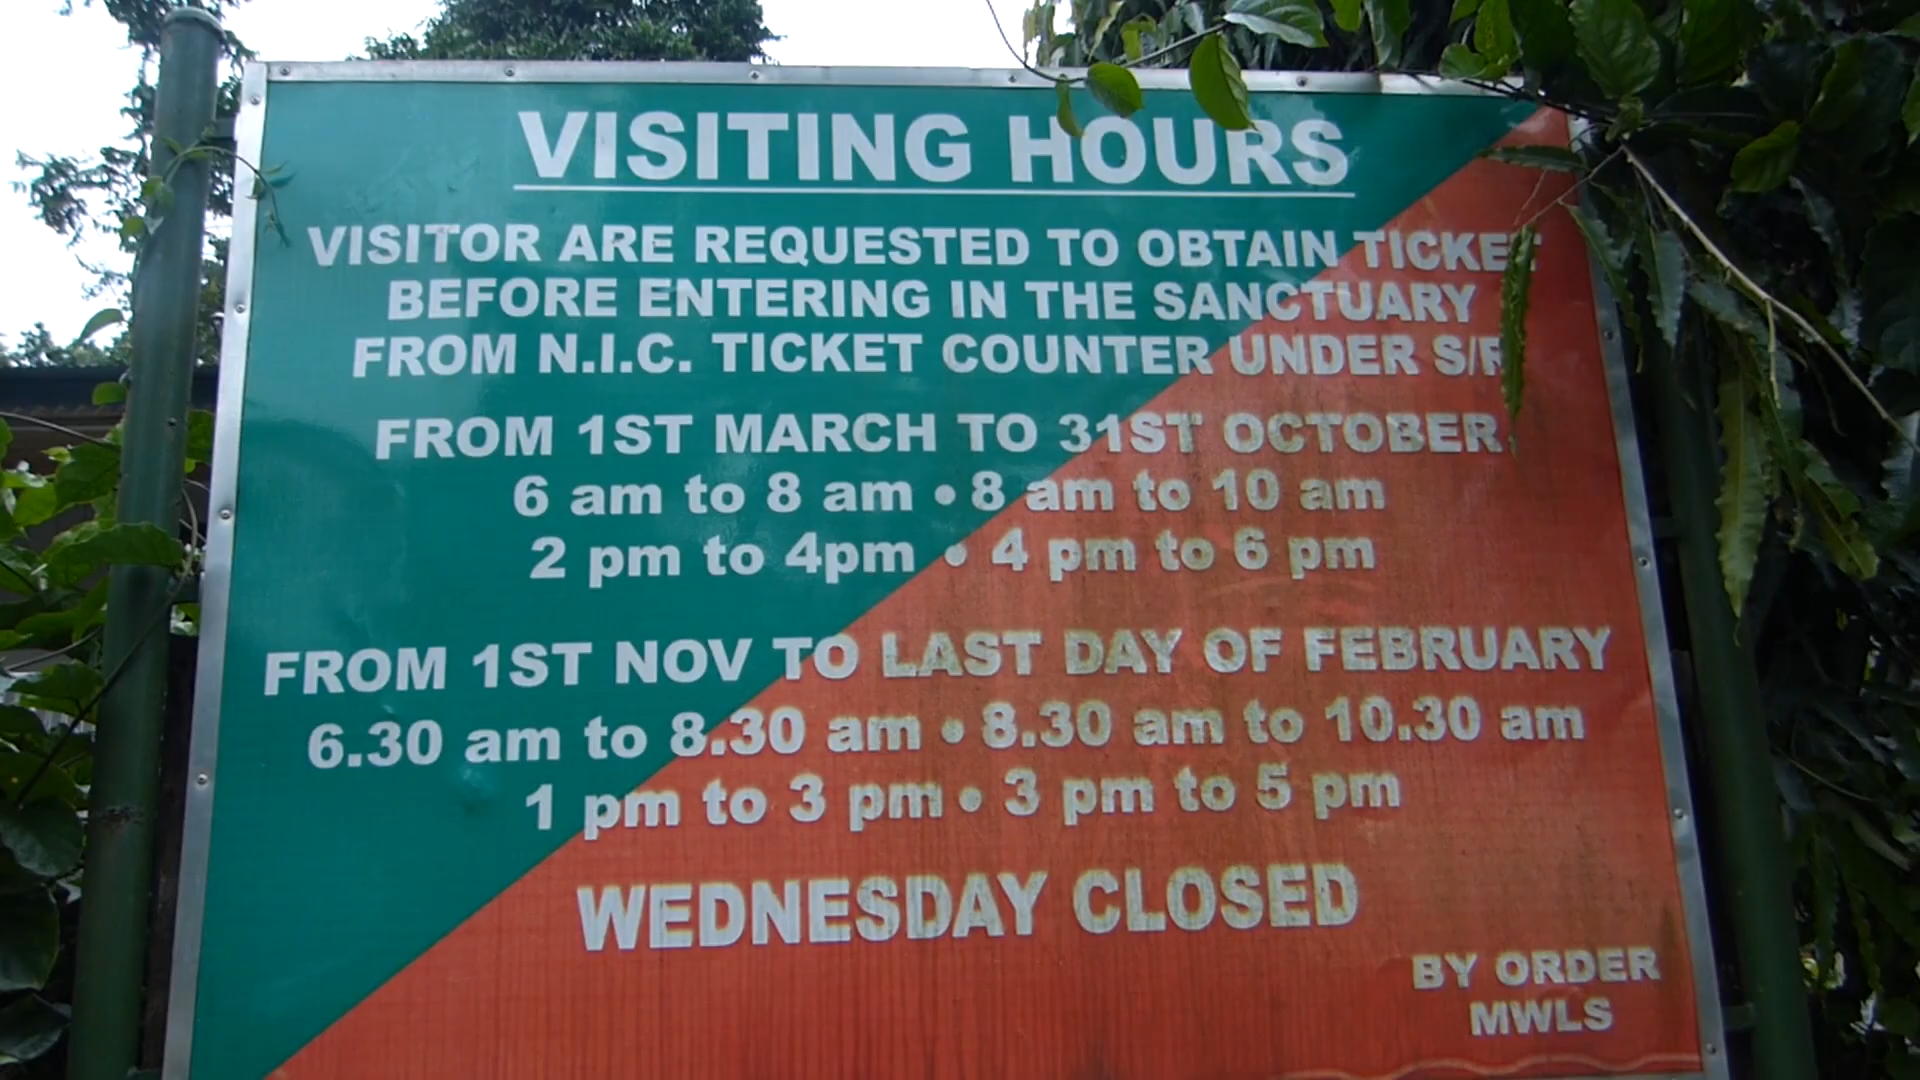 VISITING HOURS
VISITOR ARE REQUESTED TO OBTAIN TICKET
BEFORE ENTERING IN THE SANCTUARY
FROM N.I.C. TICKET COUNTER UNDER
FROM 1ST MARCH TO 31ST OCTOBER
6 am to 8 am • 8 am to 10 am
2 pm to 4pm • 4 pm to 6 pm
FROM 1ST NOV TO LAST DAY OF FEBRUARY
6.30 am to 8.30 am • 8.30 am to 10.30 am
1 pm to 3 pm • 3 pm to 5 pm
WEDNESDAY CLOSED
BY ORDER
MWLS